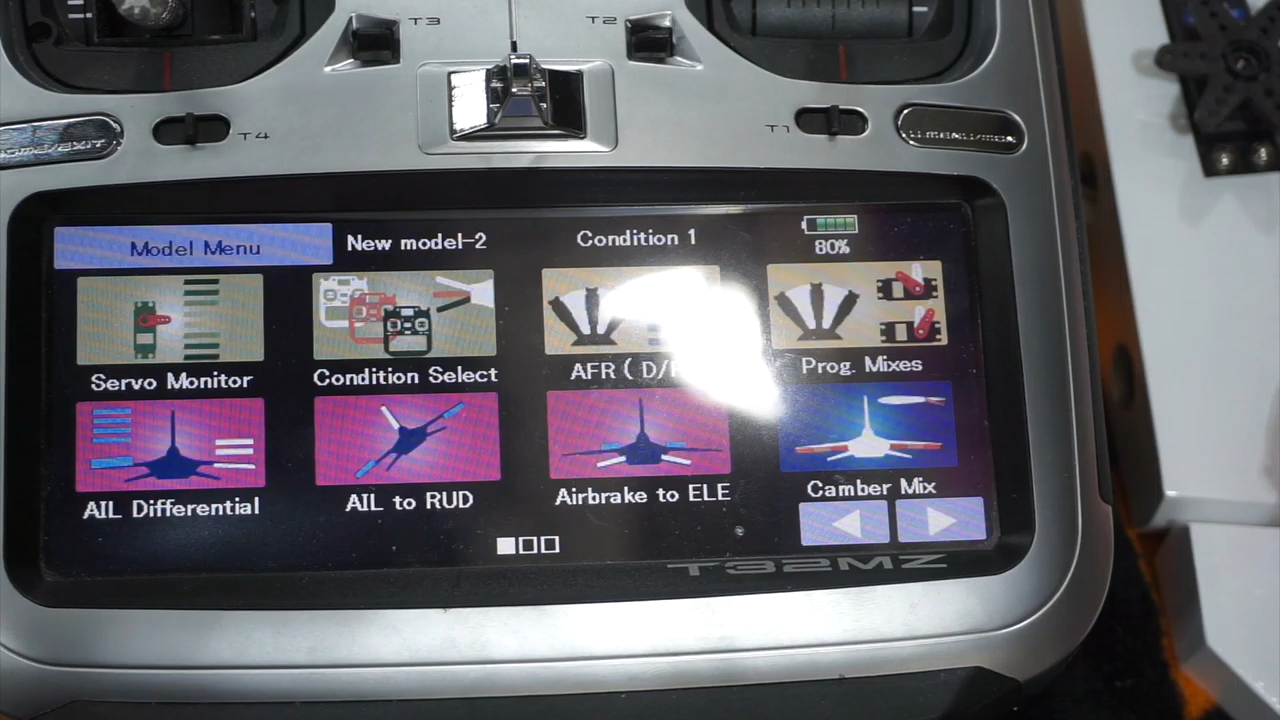 T3
T2
T4
T1
Model Menu
New model-2
Condition 1
80%
Servo Monitor
Condition Select
AFR ( D/R
Prog. Mixes
AIL Differential
AIL to RUD
Airbrake to ELE
Camber Mix
T32MZ